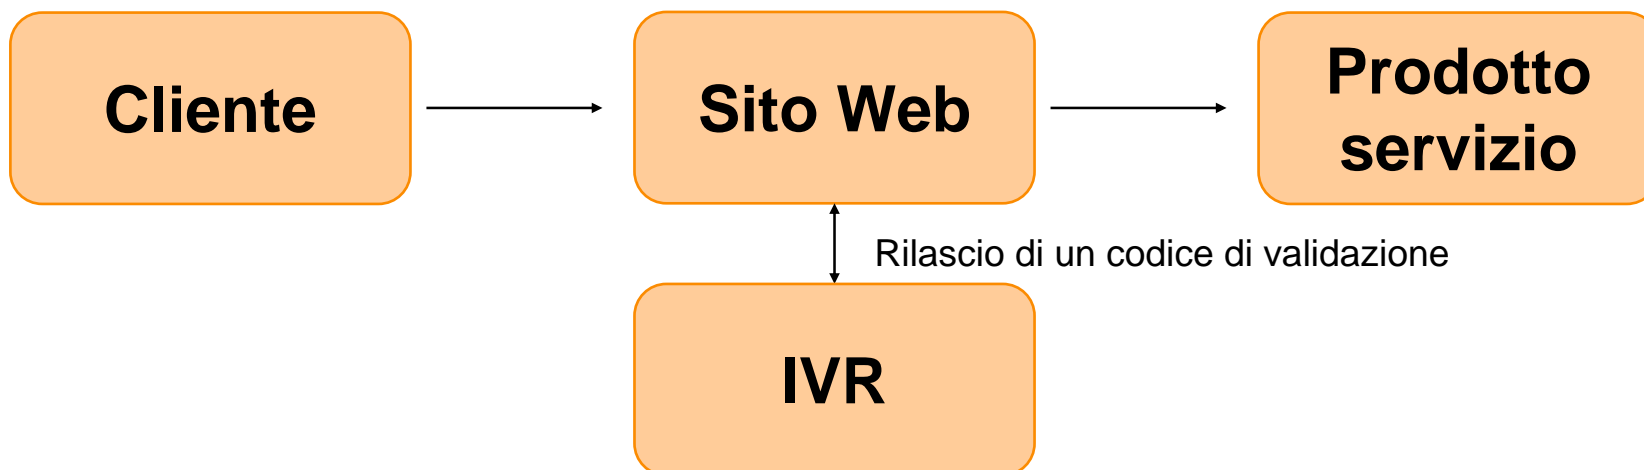 Cliente
Sito Web
Prodotto
servizio
Rilascio di un codice di validazione
IVR